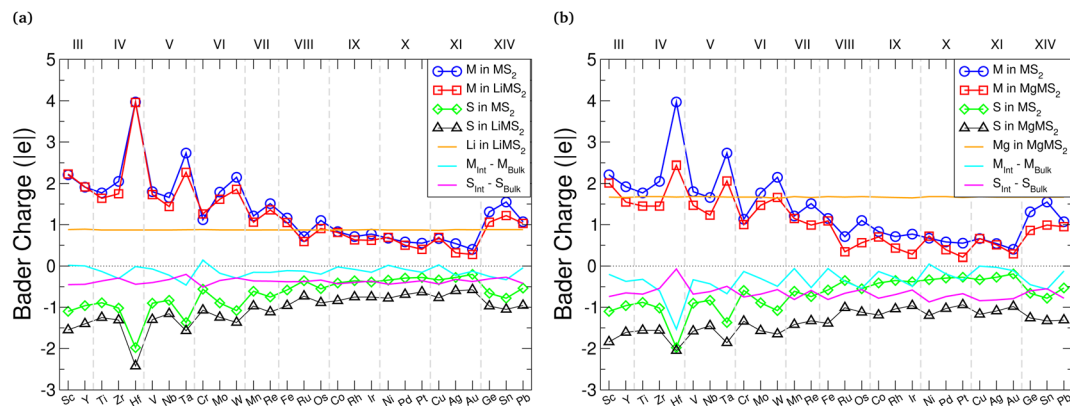 (a)
III IV V VI VII VIII IX X XI XIV
5
4
3
2
1
0
-1
-2
-3
Bader Charge (|e|)
M in MS2
M in LiMS2
S in MS2
S in LiMS2
Li in LiMS2
MInt - MBulk
SInt - SBulk
Sc Y Ti Zr Hf V Nb Ta Cr Mo W Mn Re Fe Ru Os Co Rh Ir Ni Pd Pt Cu Ag Au Ge Sn Pb
(b)
III IV V VI VII VIII IX X XI XIV
5
4
3
2
1
0
-1
-2
-3
Bader Charge (|e|)
M in MS2
M in MgMS2
S in MS2
S in MgMS2
Mg in MgMS2
MInt - MBulk
SInt - SBulk
Sc Y Ti Zr Hf V Nb Ta Cr Mo W Mn Re Fe Ru Os Co Rh Ir Ni Pd Pt Cu Ag Au Ge Sn Pb